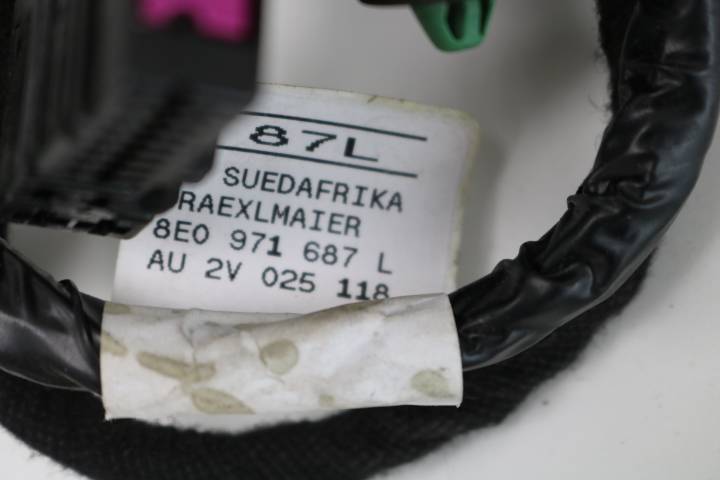 87L
SUEDAFRIKA
RAEXLMAIER
8E0 971 687 L
AU 2V 025 118